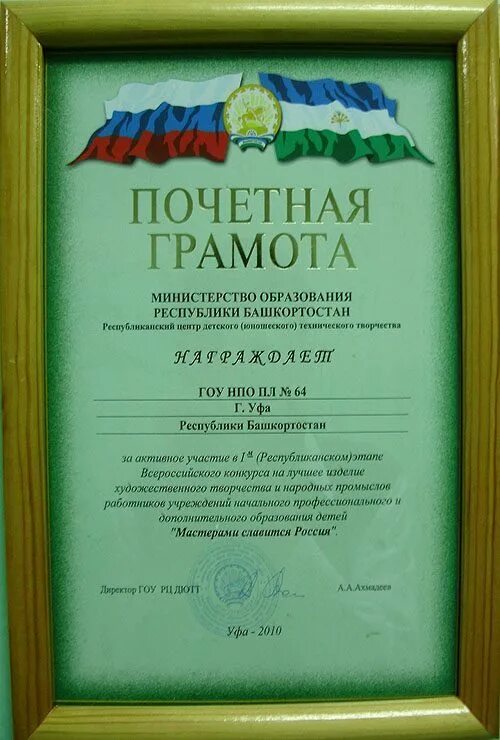 ПОЧЕТНАЯ
ГРАМОТА
МИНИСТЕРСТВО ОБРАЗОВАНИЯ
РЕСПУБЛИКИ БАШКОРТОСТАН
Республиканский центр детского (юношеского) технического творчества
НАГРАЖДАЕТ
ГОУ НПО ПЛ № 64
Г. Уфа
Республики Башкортостан
за активное участие в 1м (Республиканском)этапе
Всероссийского конкурса на лучшее изделие
художественного творчества и народных промыслов
работников учреждений начального профессионального и
дополнительного образования детей
"Мастерами славится Россия".
Директор ГОУ РЦ ДЮТТ А.А.Ахмадеев
Уфа - 2010